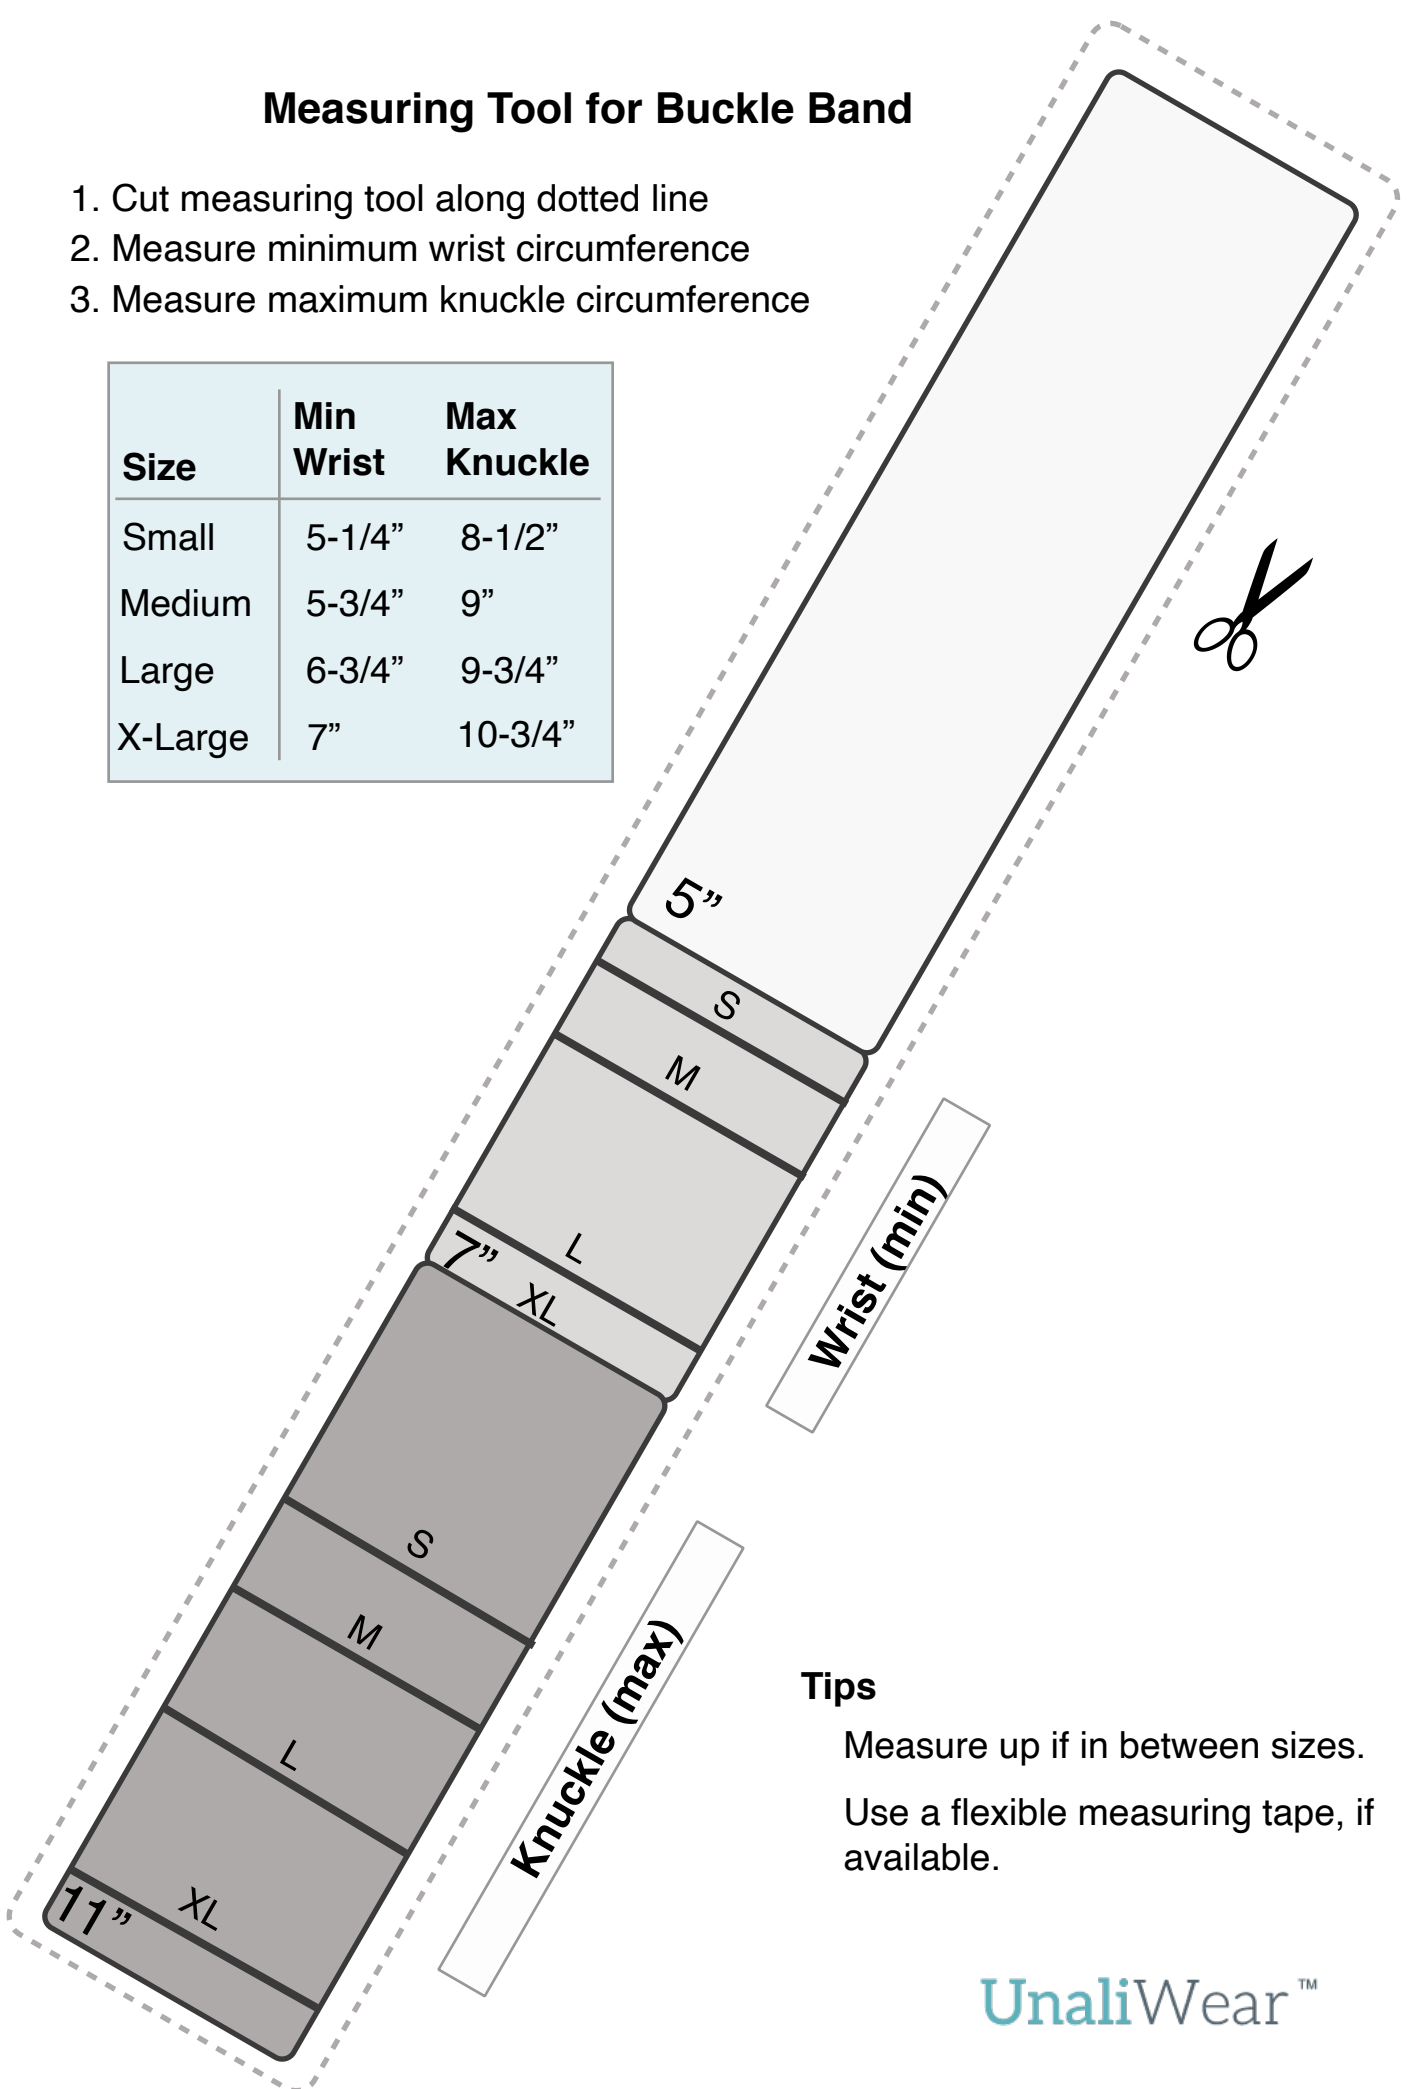 Measuring Tool for Buckle Band
1. Cut measuring tool along dotted line
2. Measure minimum wrist circumference
3. Measure maximum knuckle circumference
Size Min Wrist Max Knuckle
Small 5-1/4” 8-1/2”
Medium 5-3/4” 9”
Large 6-3/4” 9-3/4”
X-Large 7” 10-3/4”
5”
S
M
L
7”
XL
Wrist (min)
S
M
L
XL
11”
Knuckle (max)
Tips
Measure up if in between sizes.
Use a flexible measuring tape, if
available.
UnaliWear™